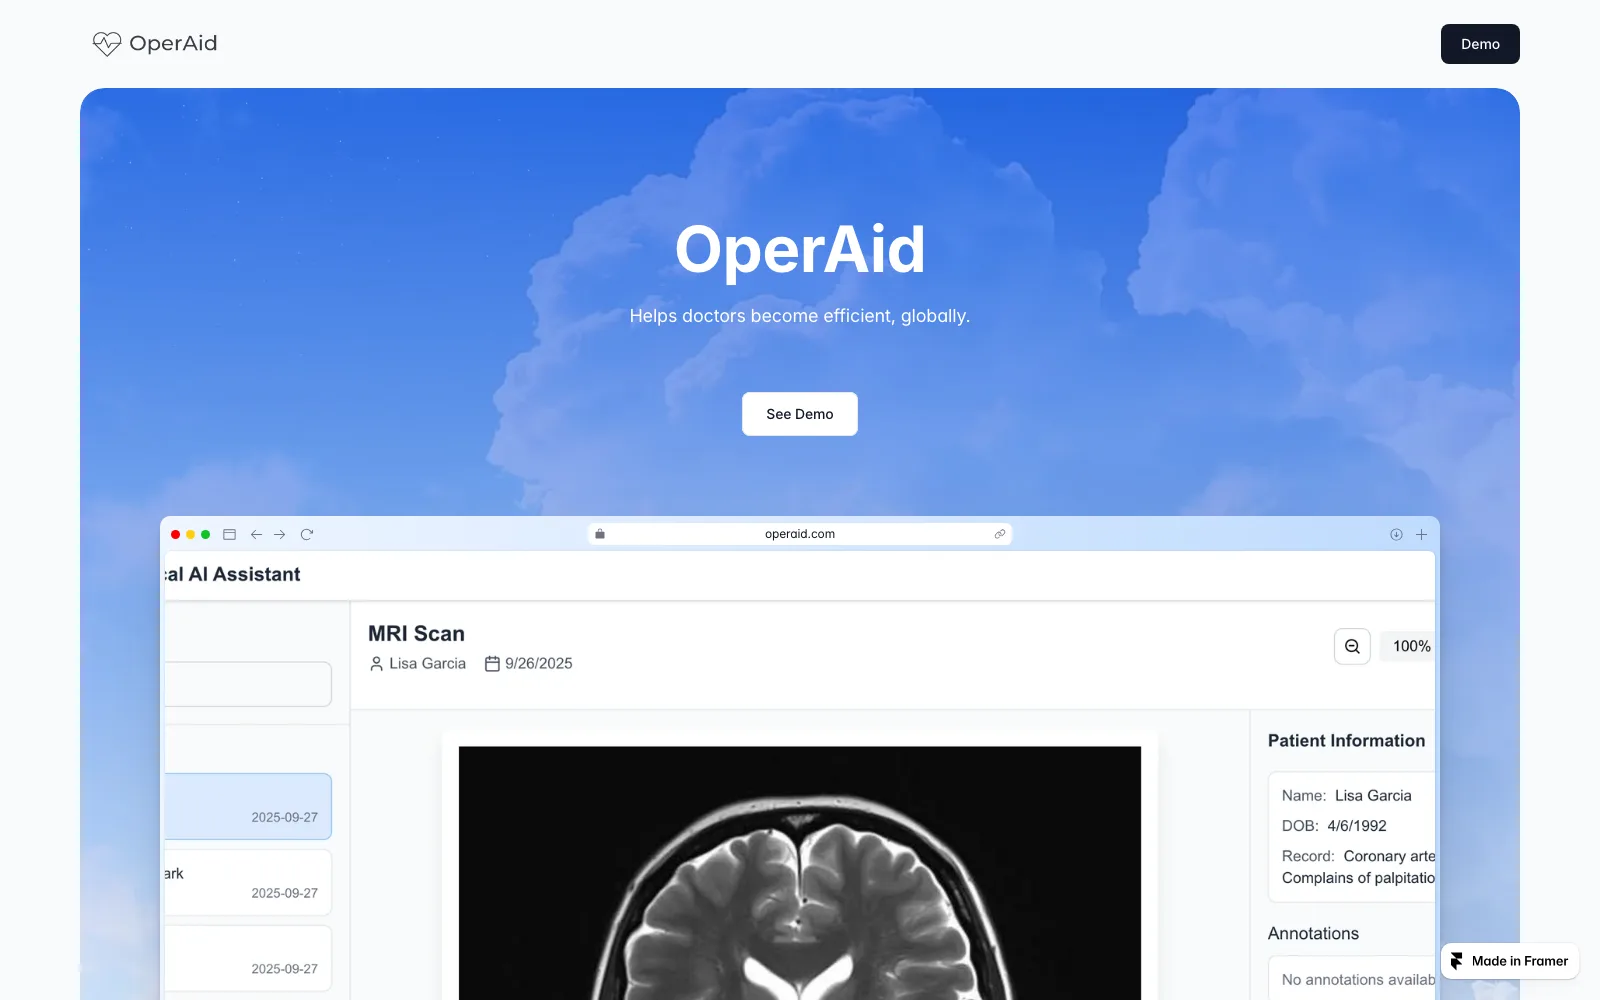 OperAid
Demo
OperAid
Helps doctors become efficient, globally.
See Demo
operaid.com
cal AI Assistant
MRI Scan
Lisa Garcia 9/26/2025
100%
2025-09-27
ark
2025-09-27
2025-09-27
Patient Information
Name: Lisa Garcia
DOB: 4/6/1992
Record: Coronary arte
Complains of palpitatio
Annotations
No annotations availab
Made in Framer